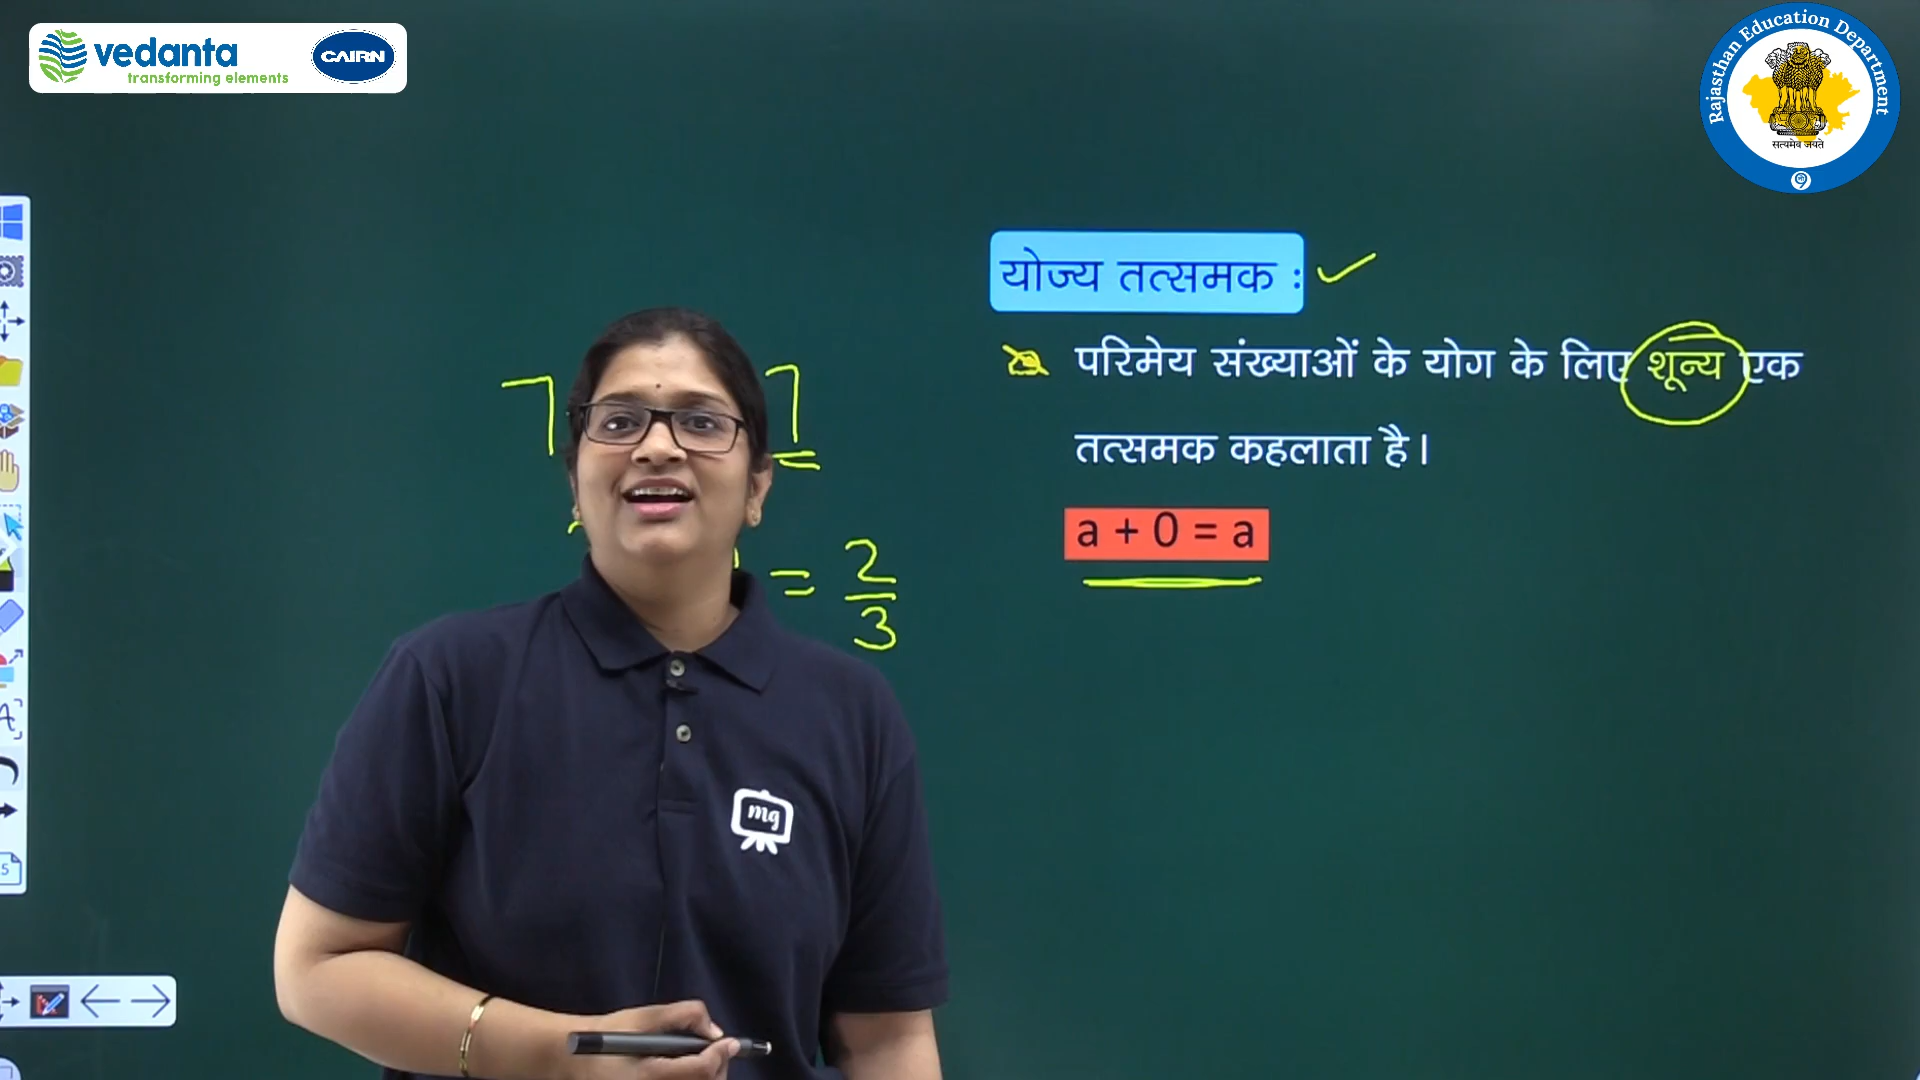 vedanta
transforming elements
CAIRN
Rajasthan Education Department
सत्यमेव जयते
योज्य तत्समक :
परिमेय संख्याओं के योग के लिए शून्य एक
तत्समक कहलाता है।
a + 0 = a
7 7
= 2/3
mg